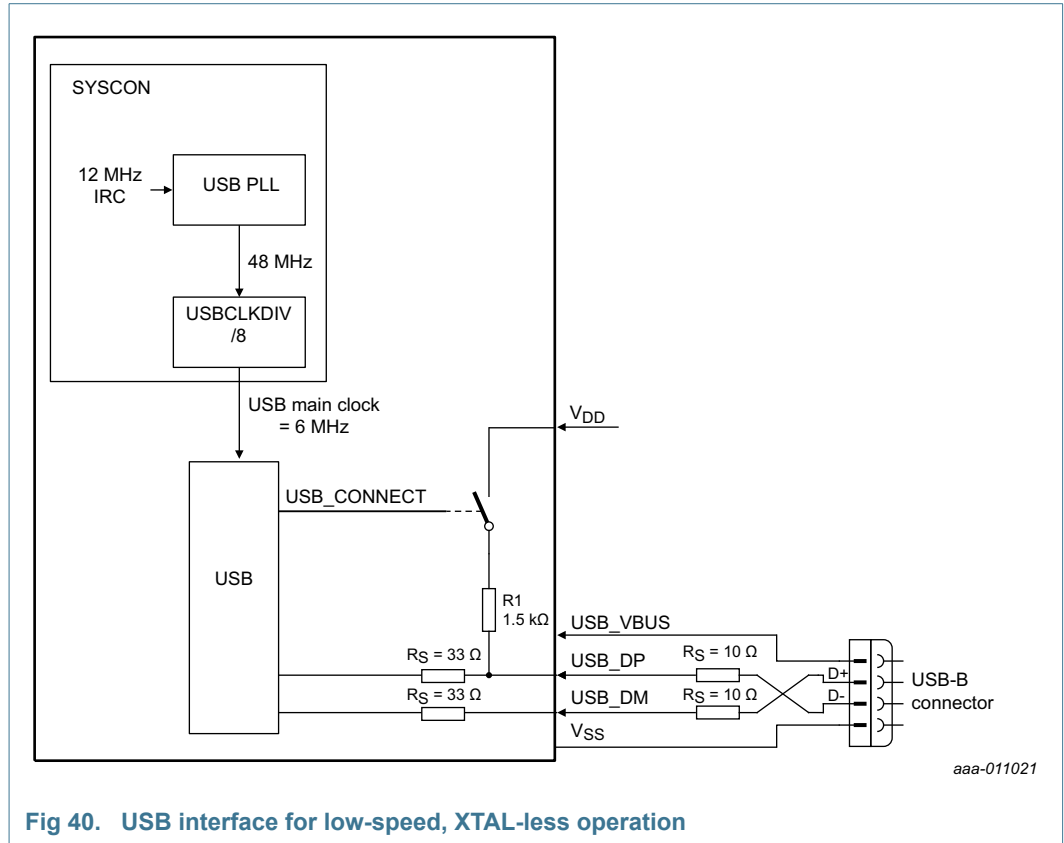 SYSCON
12 MHz
IRC
USB PLL
48 MHz
USBCLKDIV
/8
USB main clock
= 6 MHz
VDD
USB_CONNECT
USB
R1
1.5 kΩ
USB_VBUS
RS = 33 Ω
USB_DP
RS = 10 Ω
D+
USB-B
connector
RS = 33 Ω
USB_DM
RS = 10 Ω
D-
VSS
aaa-011021
Fig 40. USB interface for low-speed, XTAL-less operation